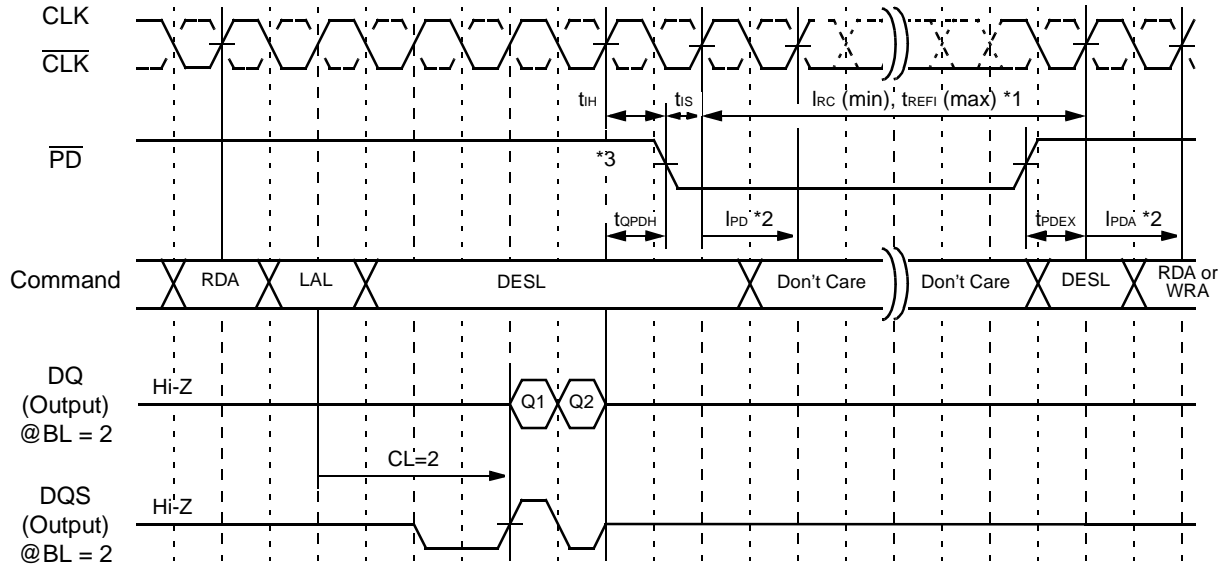 CLK
CLK
tIH
tIS
IRC (min), tREFI (max) *1
PD
*3
tQPDH
IPD *2
tPDEX
IPDA *2
Command
RDA
LAL
DESL
Don't Care
Don't Care
DESL
RDA or
WRA
DQ
(Output)
@BL = 2
Hi-Z
Q1
Q2
CL=2
DQS
(Output)
@BL = 2
Hi-Z